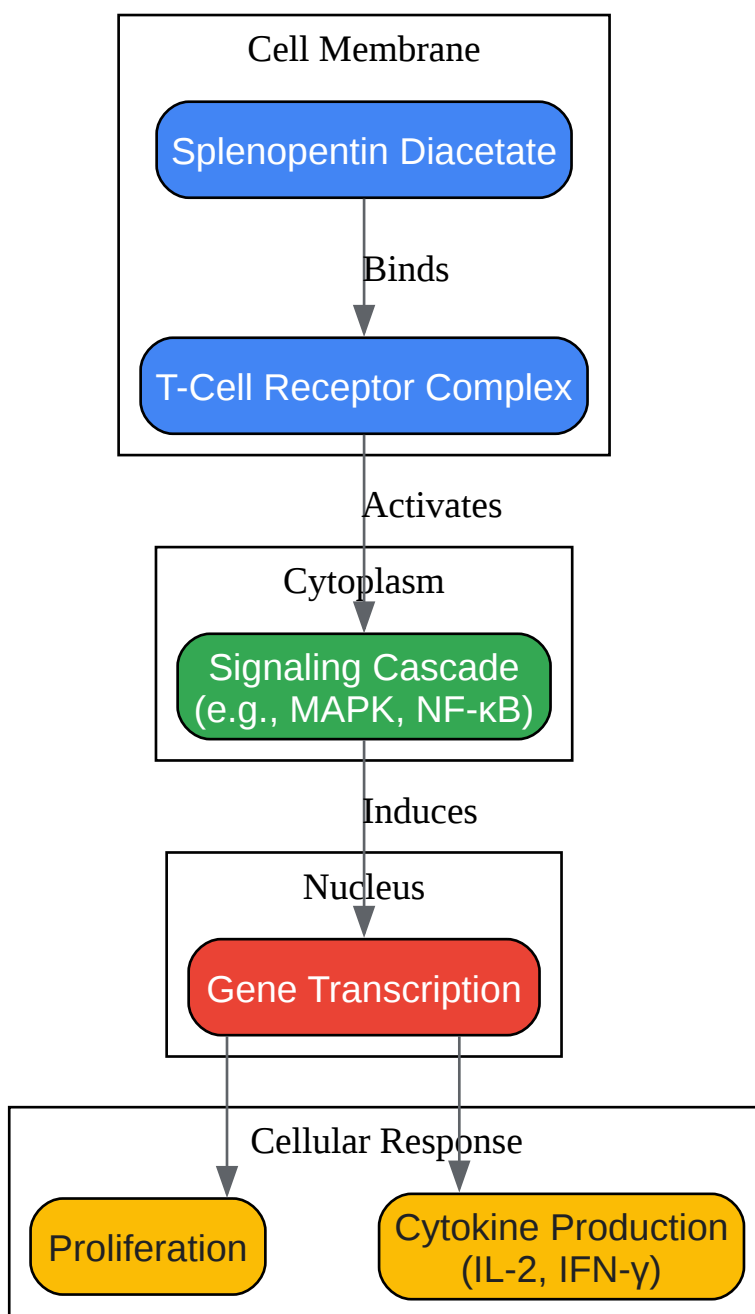 Cell Membrane
Splenopentin Diacetate
Binds
T-Cell Receptor Complex
Activates
Cytoplasm
Signaling Cascade
(e.g., MAPK, NF-κB)
Induces
Nucleus
Gene Transcription
Cellular Response
Proliferation
Cytokine Production
(IL-2, IFN-γ)